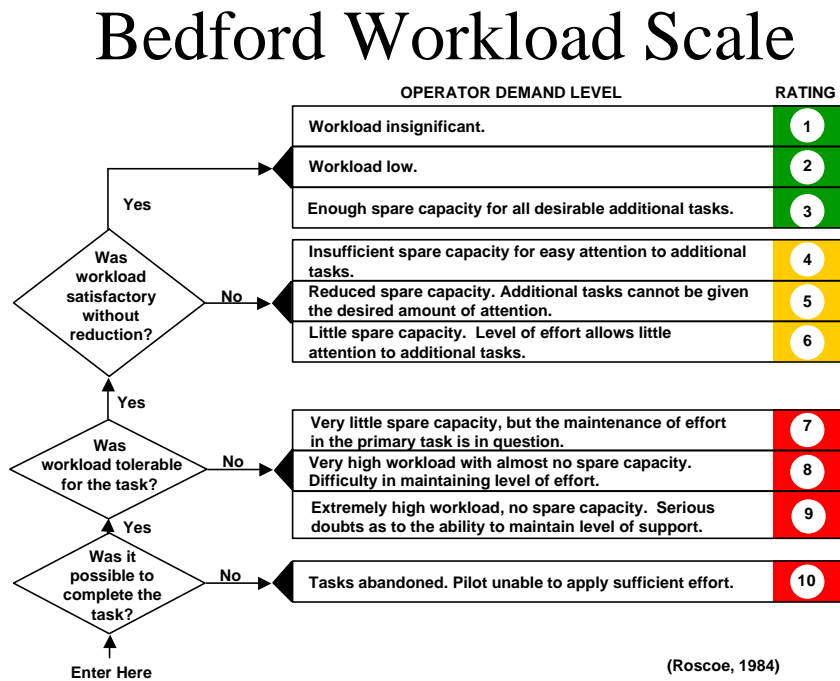 Bedford Workload Scale
OPERATOR DEMAND LEVEL
RATING
Workload insignificant.
1
Workload low.
2
Yes
Enough spare capacity for all desirable additional tasks.
3
Was
workload
satisfactory
without
reduction?
No
Insufficient spare capacity for easy attention to additional
tasks.
4
Reduced spare capacity. Additional tasks cannot be given
the desired amount of attention.
5
Little spare capacity.  Level of effort allows little
attention to additional tasks.
6
Yes
Was
workload tolerable
for the task?
No
Very little spare capacity, but the maintenance of effort
in the primary task is in question.
7
Very high workload with almost no spare capacity.
Difficulty in maintaining level of effort.
8
Extremely high workload, no spare capacity.  Serious
doubts as to the ability to maintain level of support.
9
Yes
Was it
possible to
complete the
task?
No
Tasks abandoned. Pilot unable to apply sufficient effort.
10
Enter Here
(Roscoe, 1984)